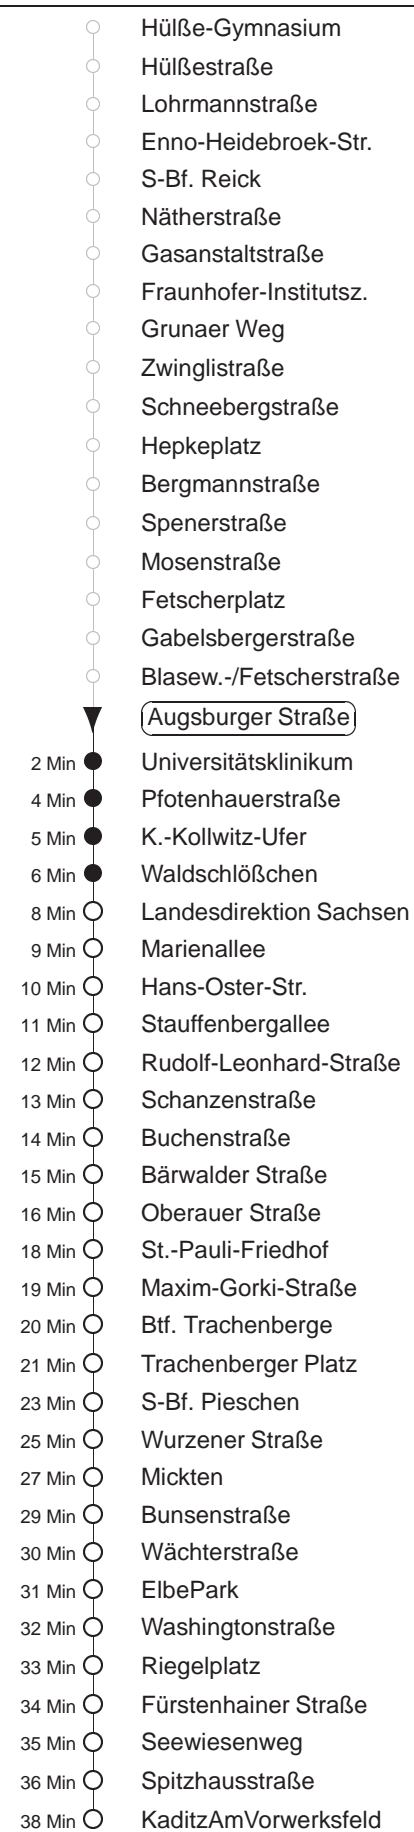 Hülße-Gymnasium
Hülßestraße
Lohrmannstraße
Enno-Heidebroek-Str.
S-Bf. Reick
Nätherstraße
Gasanstaltstraße
Fraunhofer-Institutsz.
Grunaer Weg
Zwinglistraße
Schneebergstraße
Hepkeplatz
Bergmannstraße
Spenerstraße
Mosenstraße
Fetscherplatz
Gabelsbergerstraße
Blasew.-/Fetscherstraße
Augsburger Straße
2 Min Universitätsklinikum
4 Min Pfotenhauerstraße
5 Min K.-Kollwitz-Ufer
6 Min Waldschlößchen
8 Min Landesdirektion Sachsen
9 Min Marienallee
10 Min Hans-Oster-Str.
11 Min Stauffenbergallee
12 Min Rudolf-Leonhard-Straße
13 Min Schanzenstraße
14 Min Buchenstraße
15 Min Bärwalder Straße
16 Min Oberauer Straße
18 Min St.-Pauli-Friedhof
19 Min Maxim-Gorki-Straße
20 Min Btf. Trachenberge
21 Min Trachenberger Platz
23 Min S-Bf. Pieschen
25 Min Wurzener Straße
27 Min Mickten
29 Min Bunsenstraße
30 Min Wächterstraße
31 Min ElbePark
32 Min Washingtonstraße
33 Min Riegelplatz
34 Min Fürstenhainer Straße
35 Min Seewiesenweg
36 Min Spitzhausstraße
38 Min KaditzAmVorwerksfeld